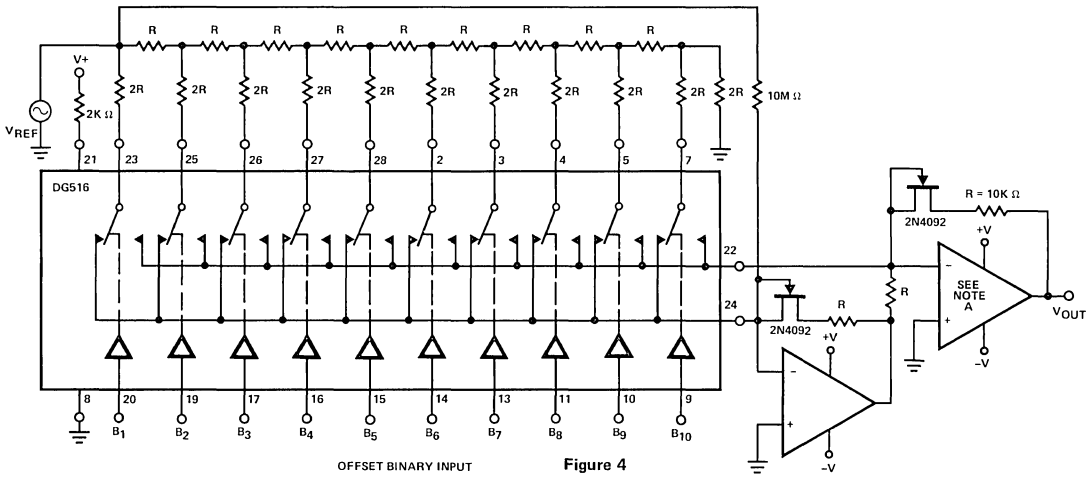 R R R R R R R R R
V+
2R 2R 2R 2R 2R 2R 2R 2R 2R 2R 2R 10M Ω
2K Ω
VREF
21 23 25 26 27 28 2 3 4 5 7
DG516
R = 10K Ω
2N4092
+V
22
−
SEE
NOTE
A
R
+
VOUT
24
R
2N4092
+V
−V
−
8 20 19 17 16 15 14 13 11 10 9
B1 B2 B3 B4 B5 B6 B7 B8 B9 B10
+
−V
OFFSET BINARY INPUT
Figure 4